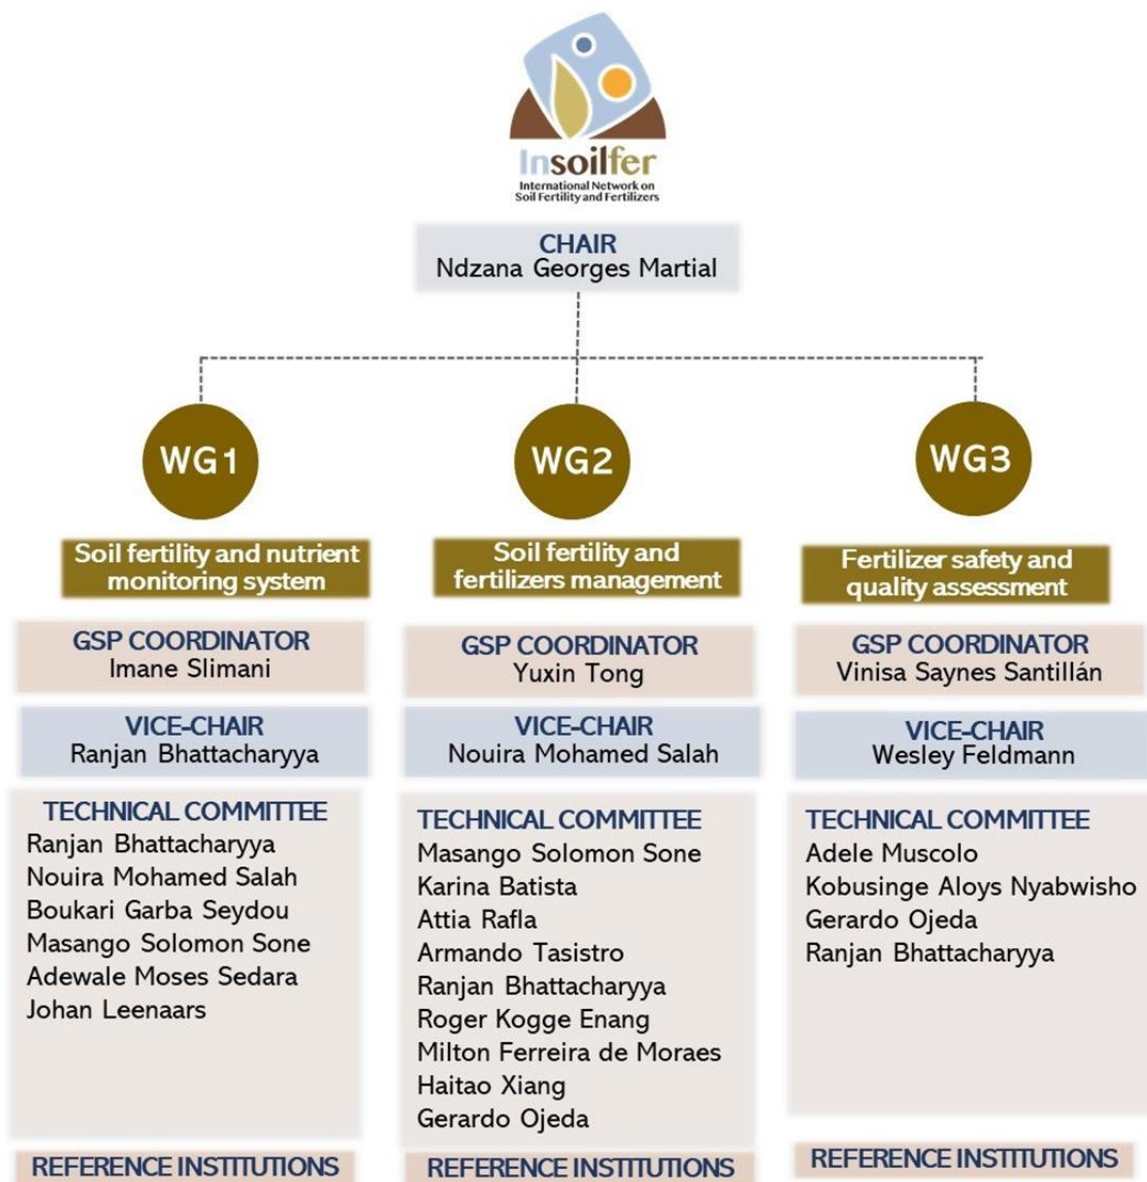 Insoilfer
International Network on
Soil Fertility and Fertilizers
CHAIR
Ndzana Georges Martial
WG1
Soil fertility and nutrient
monitoring system
GSP COORDINATOR
Imane Slimani
VICE-CHAIR
Ranjan Bhattacharyya
TECHNICAL COMMITTEE
Ranjan Bhattacharyya
Nouira Mohamed Salah
Boukari Garba Seydou
Masango Solomon Sone
Adewale Moses Sedara
Johan Leenaars
REFERENCE INSTITUTIONS
WG2
Soil fertility and
fertilizers management
GSP COORDINATOR
Yuxin Tong
VICE-CHAIR
Nouira Mohamed Salah
TECHNICAL COMMITTEE
Masango Solomon Sone
Karina Batista
Attia Rafla
Armando Tasistro
Ranjan Bhattacharyya
Roger Kogge Enang
Milton Ferreira de Moraes
Haitao Xiang
Gerardo Ojeda
REFERENCE INSTITUTIONS
WG3
Fertilizer safety and
quality assessment
GSP COORDINATOR
Vinisa Saynes Santillán
VICE-CHAIR
Wesley Feldmann
TECHNICAL COMMITTEE
Adele Muscolo
Kobusinge Aloys Nyabwisho
Gerardo Ojeda
Ranjan Bhattacharyya
REFERENCE INSTITUTIONS